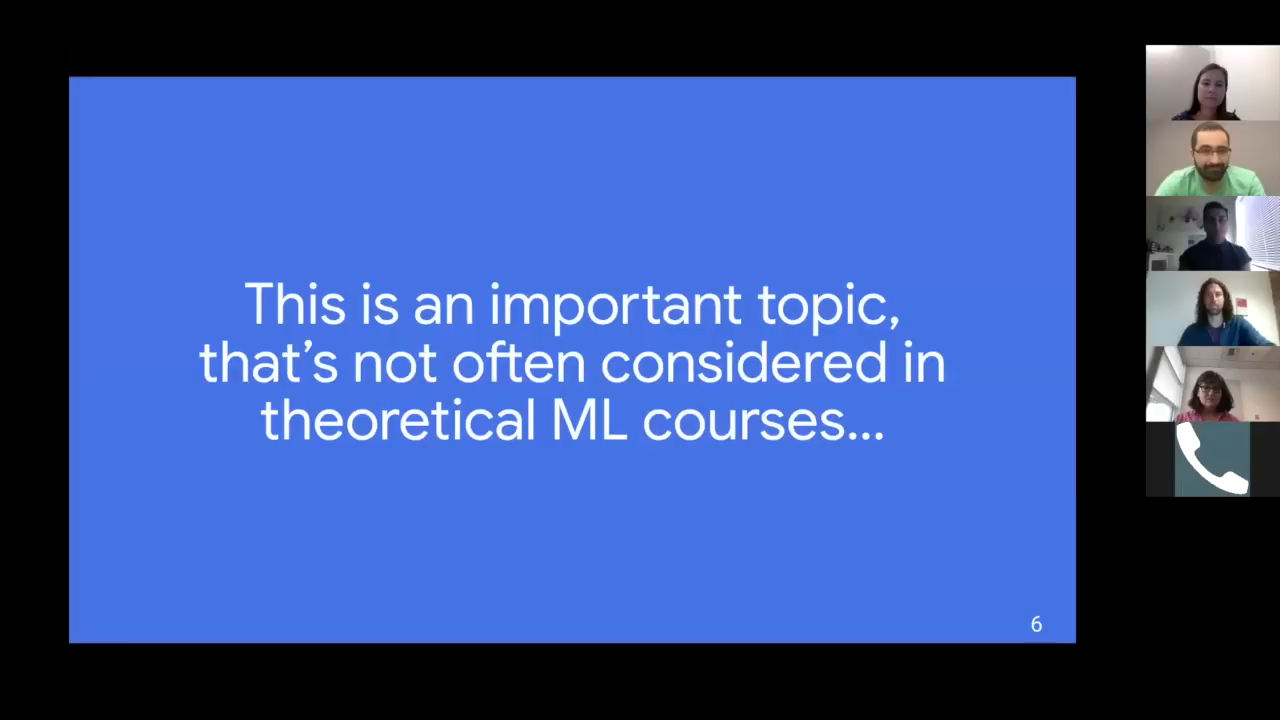 This is an important topic,
that’s not often considered in
theoretical ML courses...
6